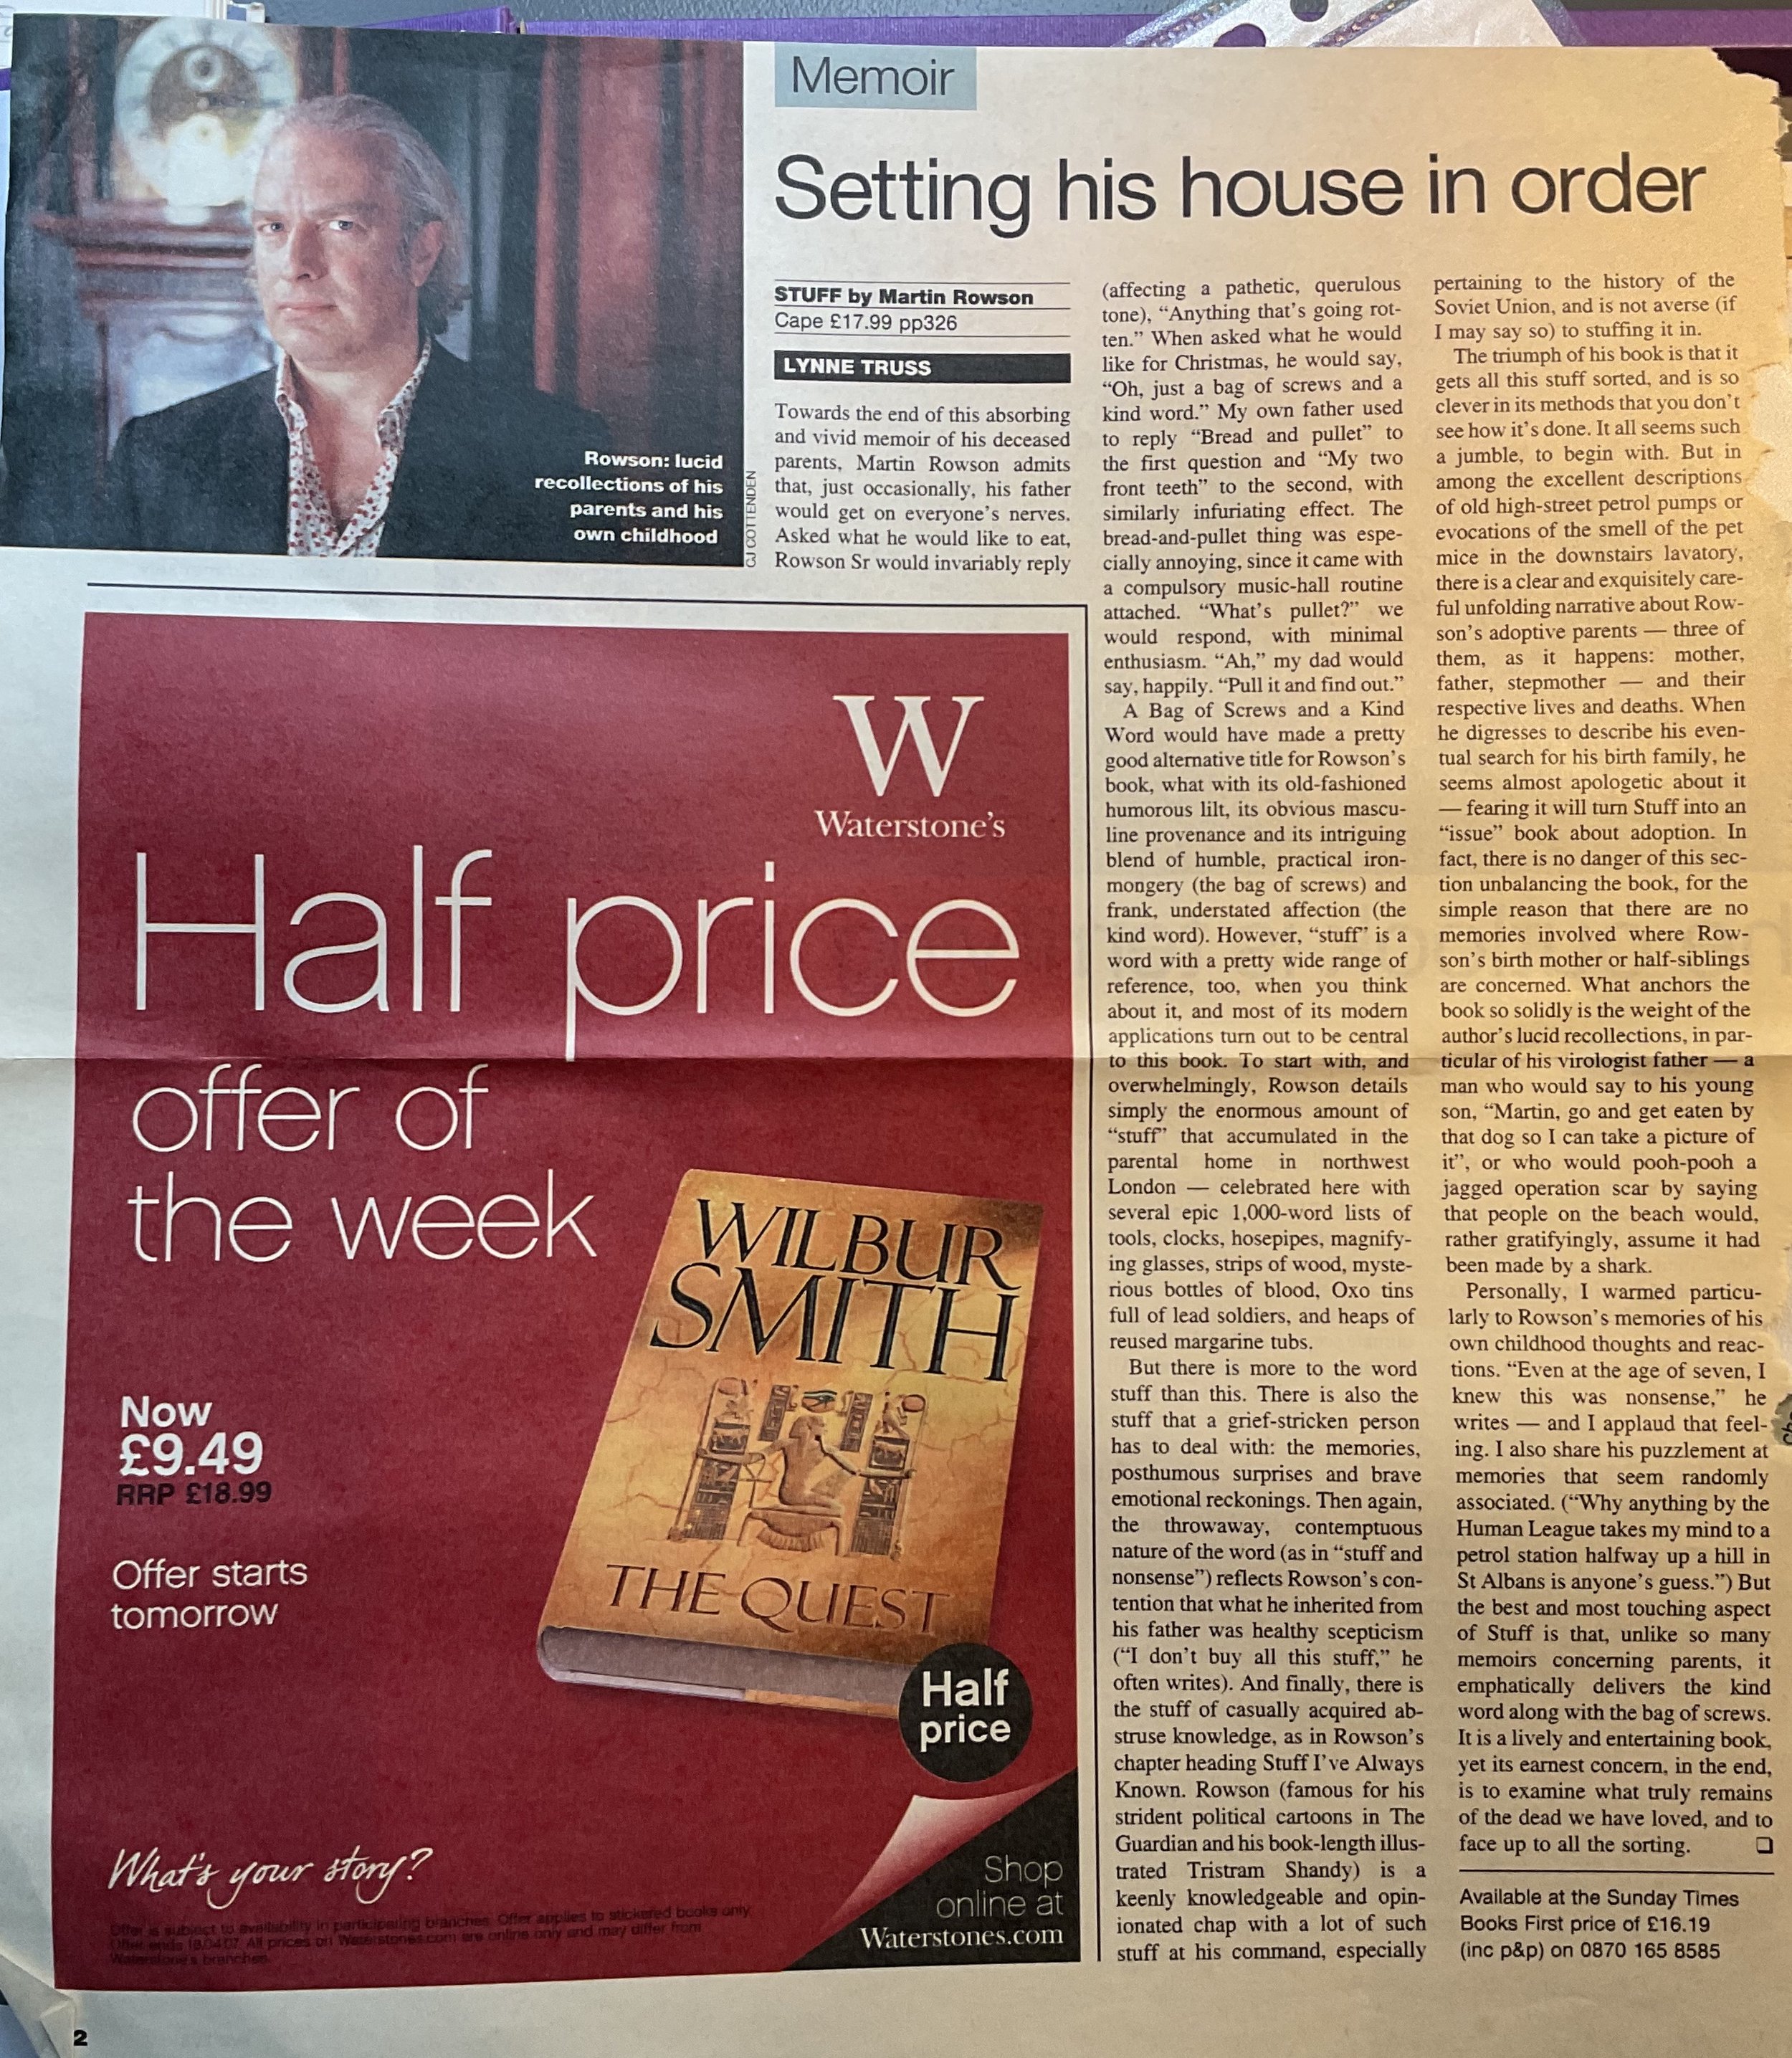 Memoir
Setting his house in order
Rowson: lucid
recollections of his
parents and his
own childhood
CJ COTTENDEN
STUFF by Martin Rowson
Cape £17.99 pp326
LYNNE TRUSS
Towards the end of this absorbing
and vivid memoir of his deceased
parents, Martin Rowson admits
that, just occasionally, his father
would get on everyone's nerves.
Asked what he would like to eat,
Rowson Sr would invariably reply
(affecting a pathetic, querulous
tone), “Anything that's going rot-
ten.” When asked what he would
like for Christmas, he would say,
“Oh, just a bag of screws and a
kind word.” My own father used
to reply “Bread and pullet” to
the first question and “My two
front teeth” to the second, with
similarly infuriating effect. The
bread-and-pullet thing was espe-
cially annoying, since it came with
a compulsory music-hall routine
attached. “What's pullet?” we
would respond, with minimal
enthusiasm. “Ah,” my dad would
say, happily. “Pull it and find out.”
A Bag of Screws and a Kind
Word would have made a pretty
good alternative title for Rowson's
book, what with its old-fashioned
humorous lilt, its obvious mascu-
line provenance and its intriguing
blend of humble, practical iron-
mongery (the bag of screws) and
frank, understated affection (the
kind word). However, “stuff” is a
word with a pretty wide range of
reference, too, when you think
about it, and most of its modern
applications turn out to be central
to this book. To start with, and
overwhelmingly, Rowson details
simply the enormous amount of
“stuff” that accumulated in the
parental home in northwest
London — celebrated here with
several epic 1,000-word lists of
tools, clocks, hosepipes, magnify-
ing glasses, strips of wood, myste-
rious bottles of blood, Oxo tins
full of lead soldiers, and heaps of
reused margarine tubs.
But there is more to the word
stuff than this. There is also the
stuff that a grief-stricken person
has to deal with: the memories,
posthumous surprises and brave
emotional reckonings. Then again,
the throwaway, contemptuous
nature of the word (as in “stuff and
nonsense”) reflects Rowson's con-
tention that what he inherited from
his father was healthy scepticism
(“I don't buy all this stuff,” he
often writes). And finally, there is
the stuff of casually acquired ab-
struse knowledge, as in Rowson's
chapter heading Stuff I've Always
Known. Rowson (famous for his
strident political cartoons in The
Guardian and his book-length illus-
trated Tristram Shandy) is a
keenly knowledgeable and opin-
ionated chap with a lot of such
stuff at his command, especially
pertaining to the history of the
Soviet Union, and is not averse (if
I may say so) to stuffing it in.
The triumph of his book is that it
gets all this stuff sorted, and is so
clever in its methods that you don't
see how it's done. It all seems such
a jumble, to begin with. But in
among the excellent descriptions
of old high-street petrol pumps or
evocations of the smell of the pet
mice in the downstairs lavatory,
there is a clear and exquisitely care-
ful unfolding narrative about Row-
son's adoptive parents — three of
them, as it happens: mother,
father, stepmother — and their
respective lives and deaths. When
he digresses to describe his even-
tual search for his birth family, he
seems almost apologetic about it
— fearing it will turn Stuff into an
“issue” book about adoption. In
fact, there is no danger of this sec-
tion unbalancing the book, for the
simple reason that there are no
memories involved where Row-
son's birth mother or half-siblings
are concerned. What anchors the
book so solidly is the weight of the
author's lucid recollections, in par-
ticular of his virologist father — a
man who would say to his young
son, “Martin, go and get eaten by
that dog so I can take a picture of
it”, or who would pooh-pooh a
jagged operation scar by saying
that people on the beach would,
rather gratifyingly, assume it had
been made by a shark.
Personally, I warmed particu-
larly to Rowson's memories of his
own childhood thoughts and reac-
tions. “Even at the age of seven, I
knew this was nonsense,” he
writes — and I applaud that feel-
ing. I also share his puzzlement at
memories that seem randomly
associated. (“Why anything by the
Human League takes my mind to a
petrol station halfway up a hill in
St Albans is anyone's guess.”) But
the best and most touching aspect
of Stuff is that, unlike so many
memoirs concerning parents, it
emphatically delivers the kind
word along with the bag of screws.
It is a lively and entertaining book,
yet its earnest concern, in the end,
is to examine what truly remains
of the dead we have loved, and to
face up to all the sorting. ❑
Available at the Sunday Times
Books First price of £16.19
(inc p&p) on 0870 165 8585
W
Waterstone's
Half price
offer of
the week
WILBUR
SMITH
THE QUEST
Now
£9.49
RRP £18.99
Offer starts
tomorrow
Half
price
What's your story?
Shop
online at
Waterstones.com
Offer is subject to availability in participating branches. Offer applies to stickered books only.
Offer ends 18.04.07. All prices on Waterstones.com are online only and may differ from
Waterstone's branches.
2